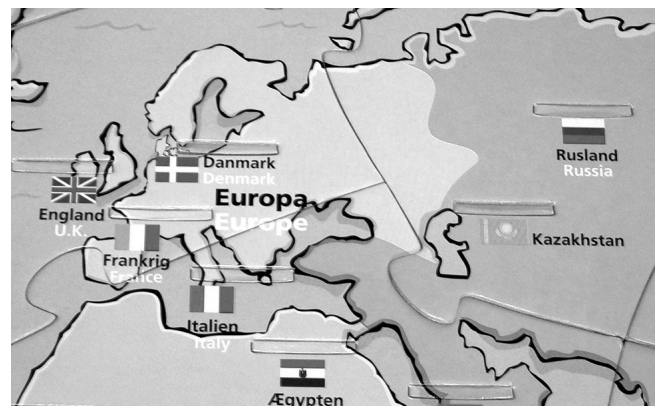 Danmark
Denmark
Rusland
Russia
Europa
Europe
England
U.K.
Kazakhstan
Frankrig
France
Italien
Italy
Ægypten